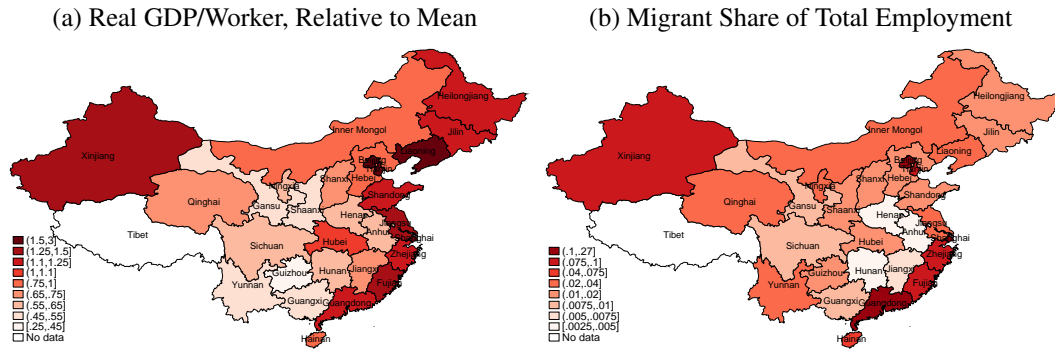 (a) Real GDP/Worker, Relative to Mean
Heilongjiang
Jilin
Liaoning
Inner Mongol
Xinjiang
Beijing
Tianjin
Hebei
Ningxia
Shanxi
Shandong
Qinghai
Gansu
Shaanxi
Henan
Jiangsu
Anhui
Shanghai
Tibet
Sichuan
Hubei
Zhejiang
Guizhou
Hunan
Jiangxi
Yunnan
Fujian
Guangxi
Guangdong
Hainan
(1.5,3]
(1.25,1.5]
(1.1,1.25]
(1,1.1]
(.75,1]
(.65,.75]
(.55,.65]
(.45,.55]
[.25,.45]
No data
(b) Migrant Share of Total Employment
Heilongjiang
Jilin
Inner Mongol
Liaoning
Xinjiang
Beijing
Tianjin
Hebei
Ningxia
Shanxi
Shandong
Qinghai
Gansu
Shaanxi
Henan
Jiangsu
Anhui
Shanghai
Tibet
Sichuan
Hubei
Zhejiang
Guizhou
Hunan
Jiangxi
Yunnan
Fujian
Guangxi
Guangdong
Hainan
(.1,.27]
(.075,.1]
(.04,.075]
(.02,.04]
(.01,.02]
(.0075,.01]
(.005,.0075]
[.0025,.005]
No data